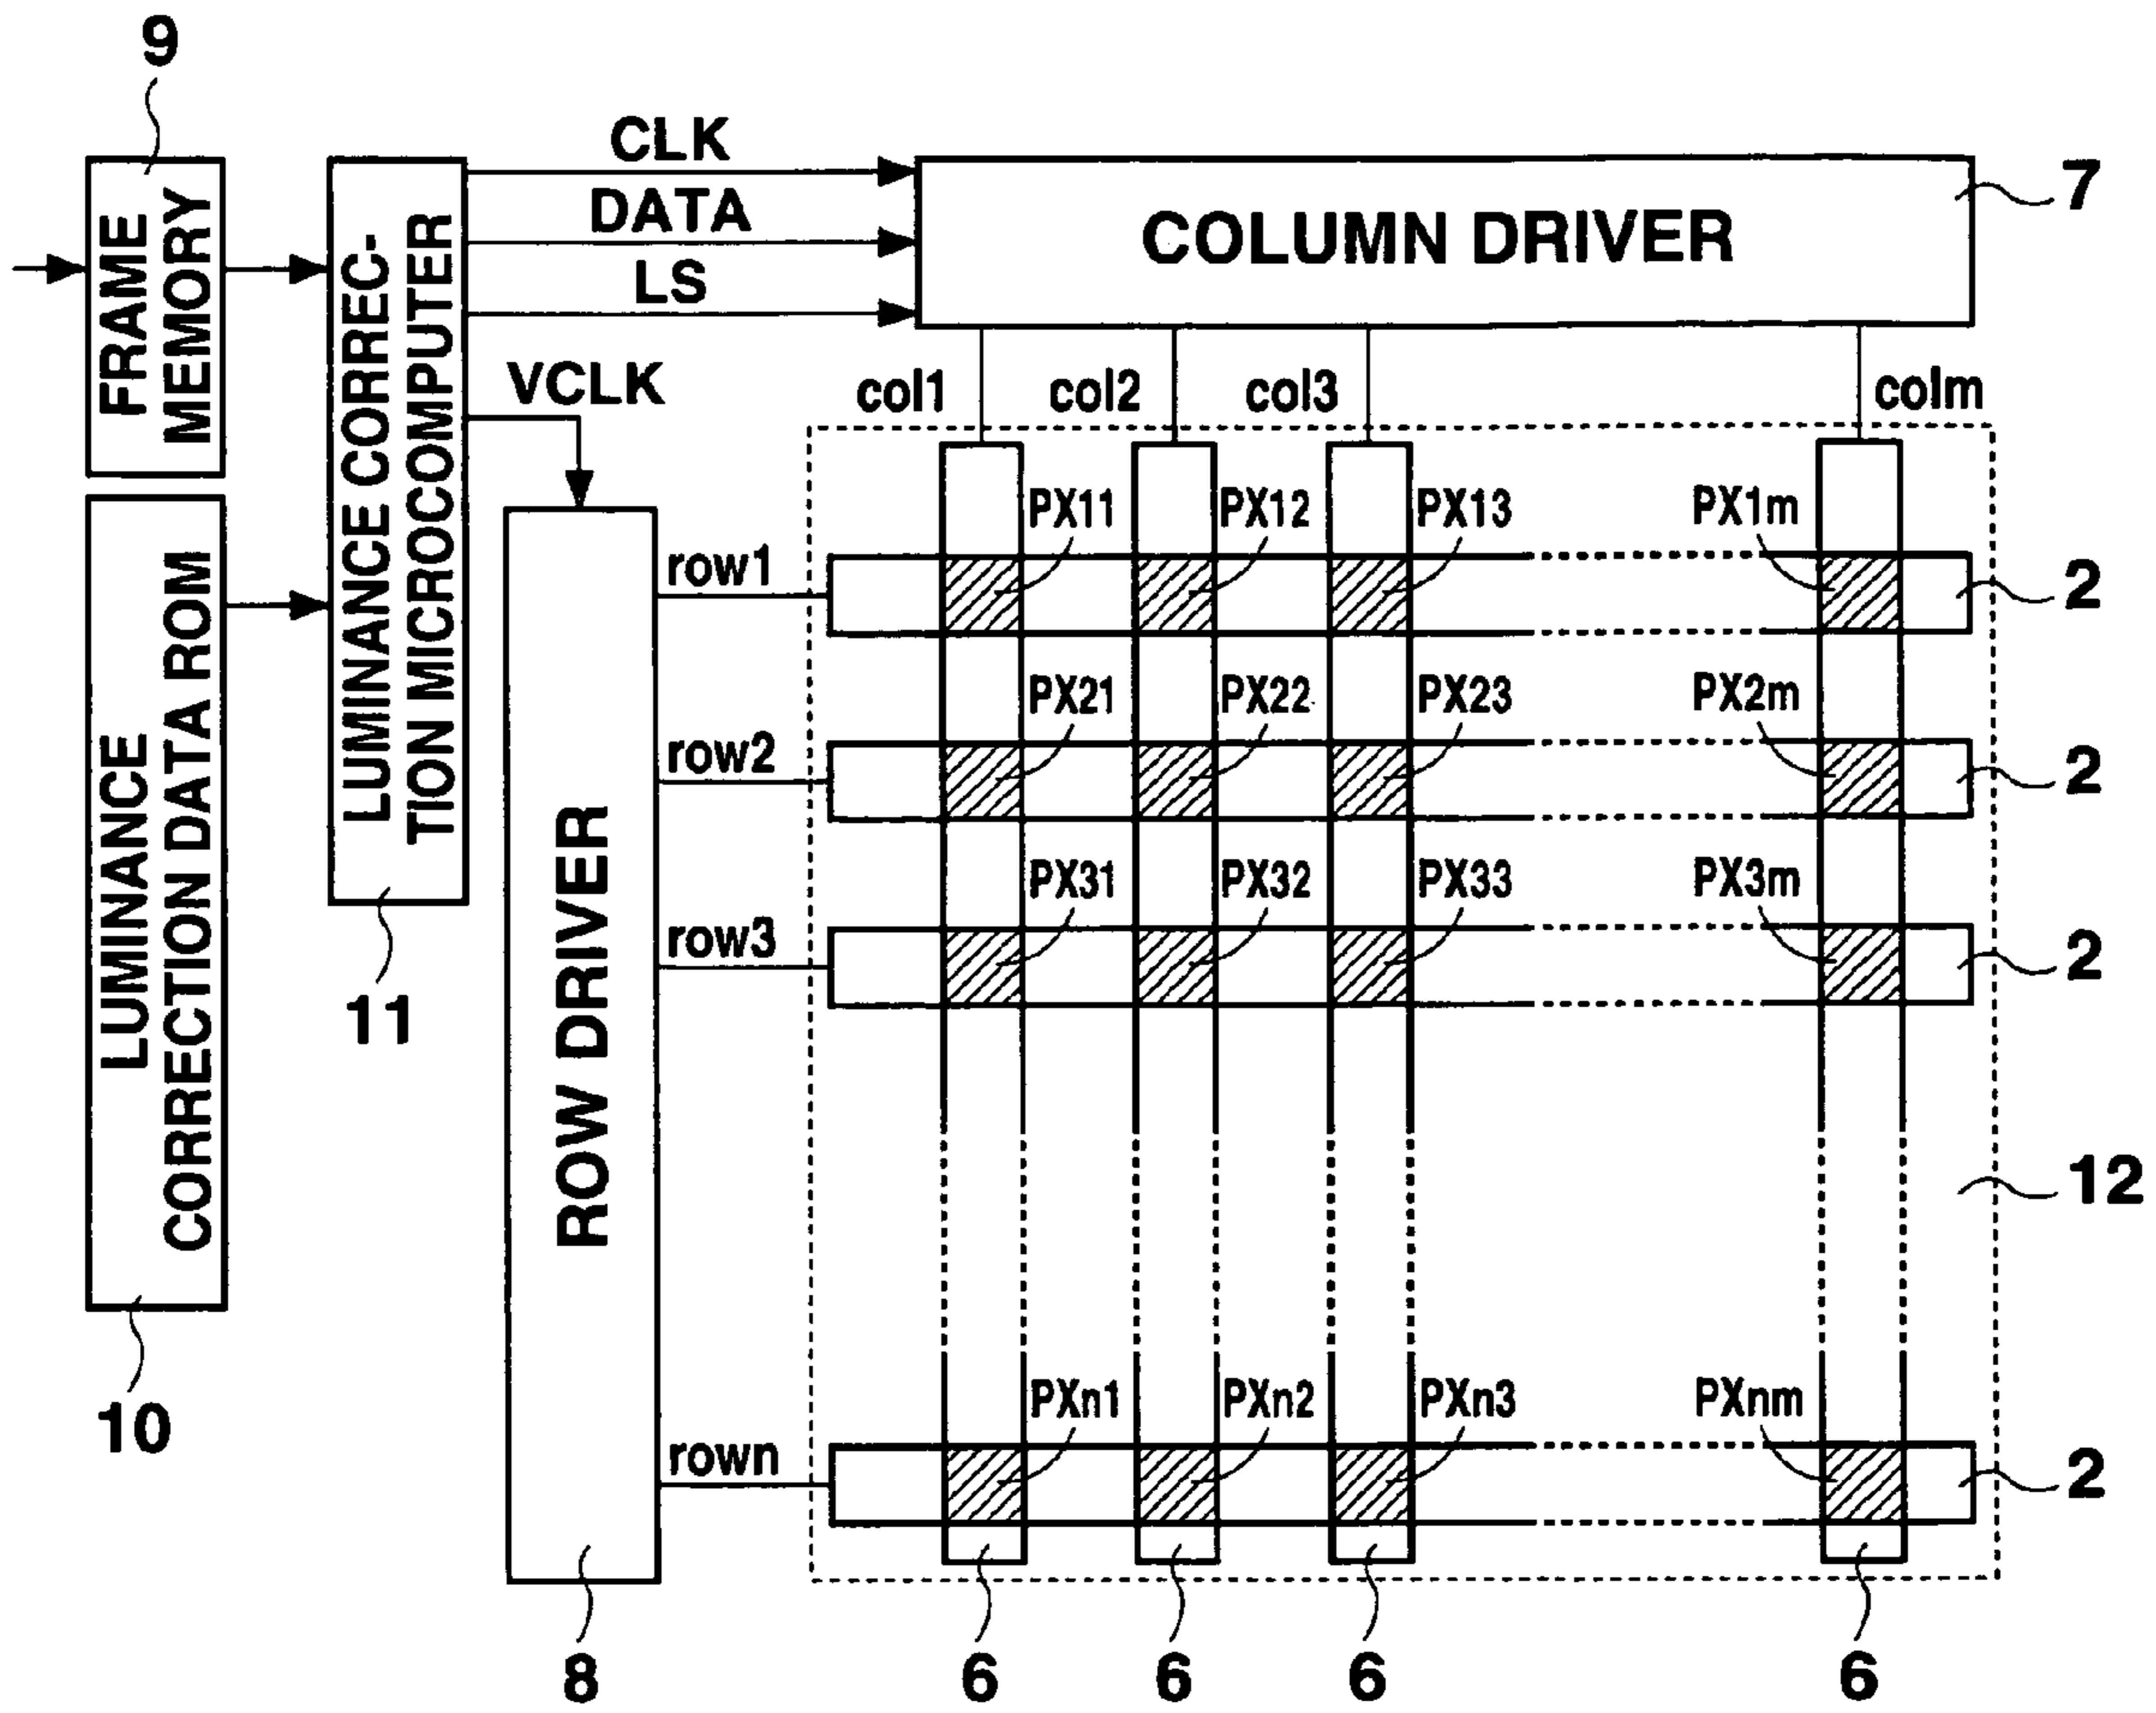 9
CLK
DATA
LS
VCLK
FRAME
MEMORY
LUMINANCE CORREC-
TION MICROCOMPUTER
COLUMN DRIVER
7
col1
col2
col3
colm
LUMINANCE
CORRECTION DATA ROM
ROW DRIVER
PX11
PX12
PX13
PX1m
row1
2
PX21
PX22
PX23
PX2m
row2
2
PX31
PX32
PX33
PX3m
row3
2
11
12
10
PXn1
PXn2
PXn3
PXnm
rown
2
8
6
6
6
6